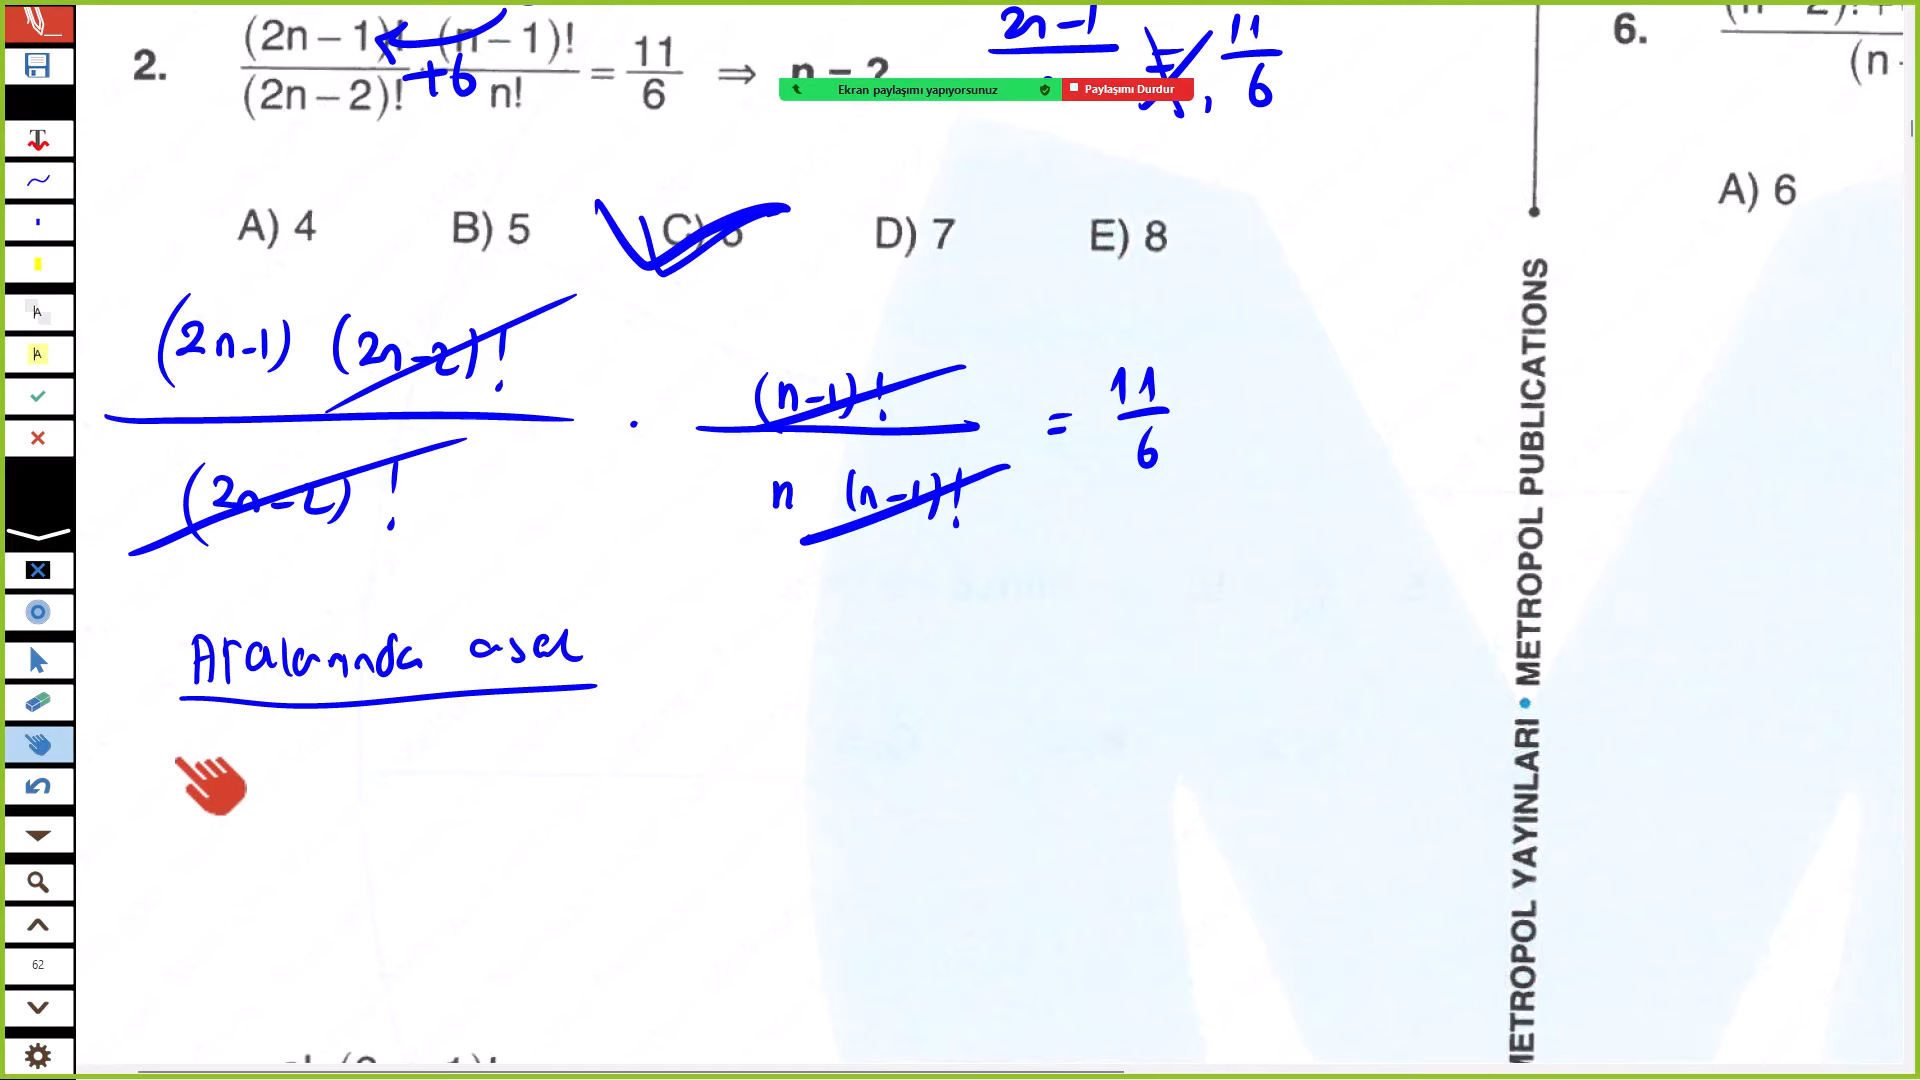 2. (2n – 1)! (n – 1)! / (2n – 2)! n! = 11/6 ⇒ n = ?
+6
2n-1 = 11/6
Ekran paylaşımı yapıyorsunuz
Paylaşımı Durdur
A) 4 B) 5 C) 6 D) 7 E) 8
(2n-1) (2n-2)! / (2n-2)! . (n-1)! / n (n-1)! = 11/6
Aralarında asal
62
6.
(n
A) 6
METROPOL YAYINLARI • METROPOL PUBLICATIONS